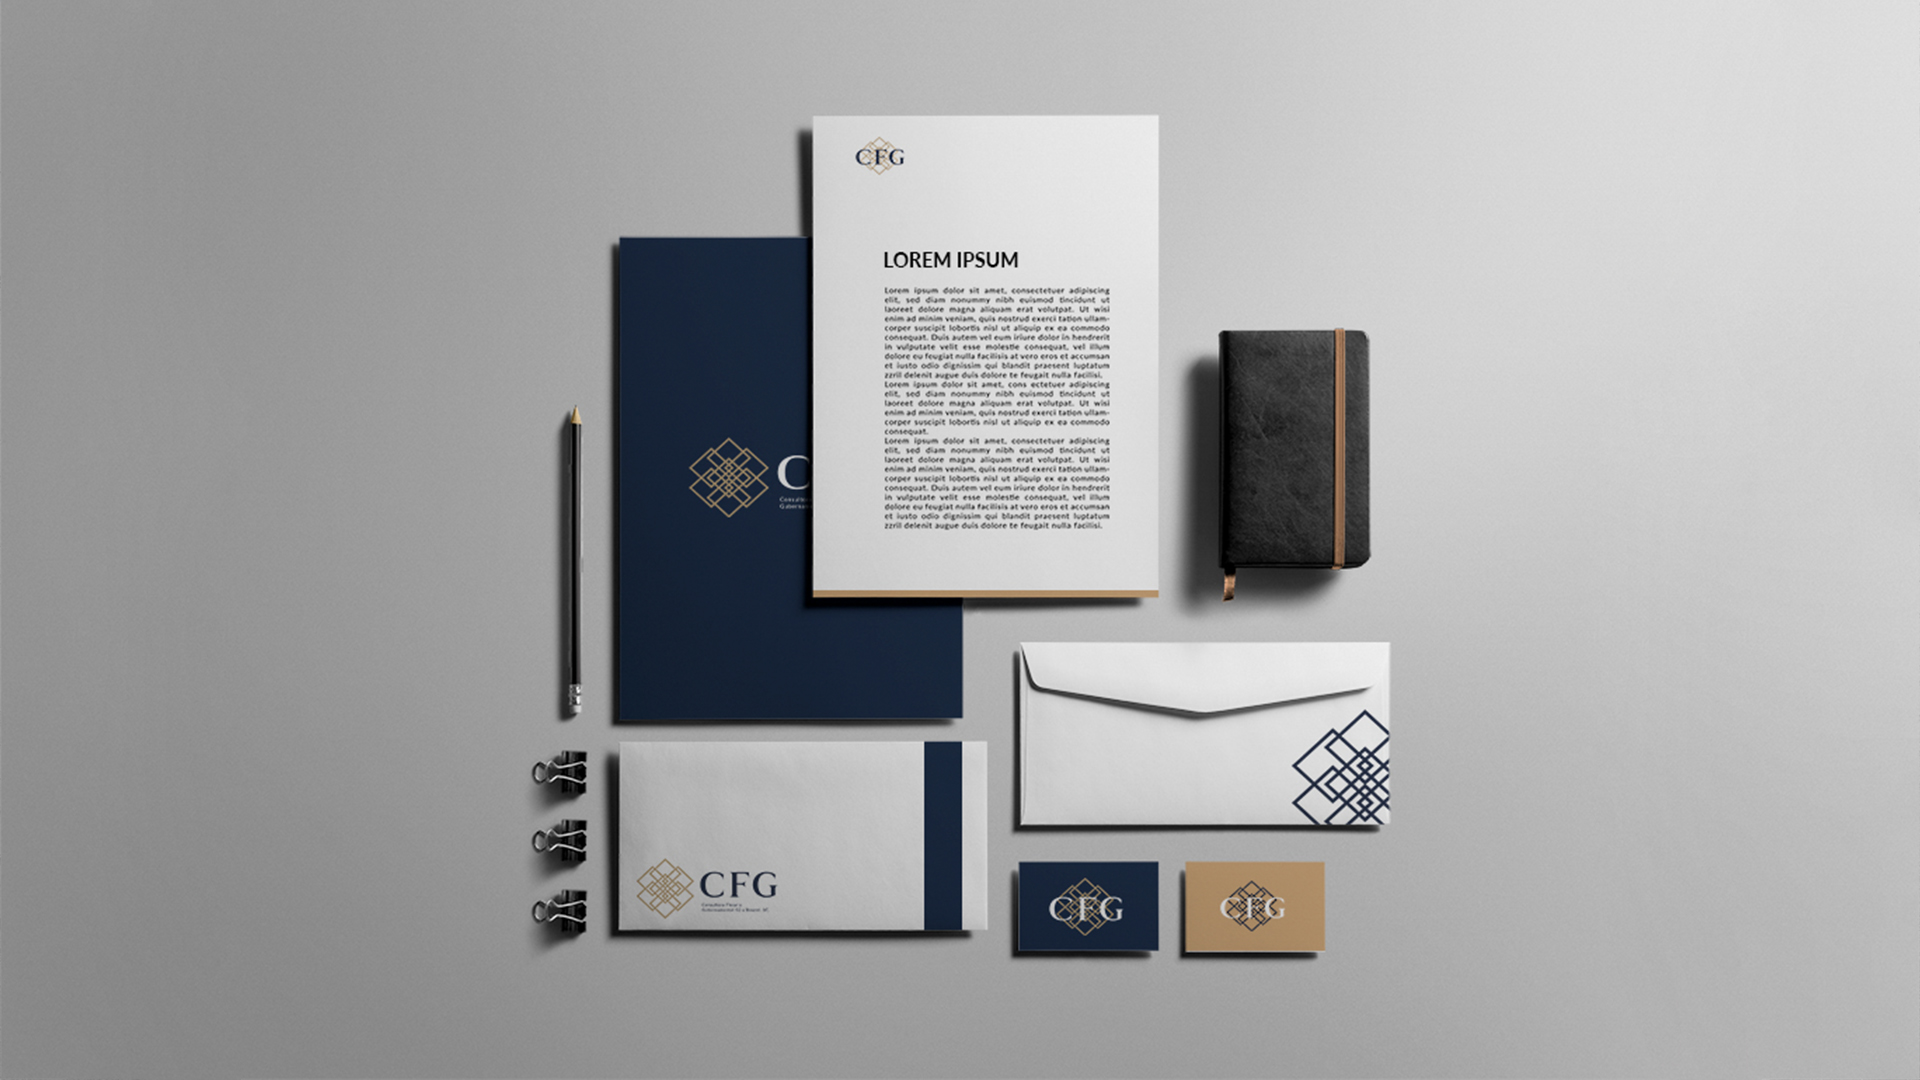 CFG
LOREM IPSUM
Lorem ipsum dolor sit amet, consectetuer adipiscing
elit, sed diam nonummy nibh euismod tincidunt ut
laoreet dolore magna aliquam erat volutpat. Ut wisi
enim ad minim veniam, quis nostrud exerci tation ullam-
corper suscipit lobortis nisl ut aliquip ex ea commodo
consequat. Duis autem vel eum iriure dolor in hendrerit
in vulputate velit esse molestie consequat, vel illum
dolore eu feugiat nulla facilisis at vero eros et accumsan
et iusto odio dignissim qui blandit praesent luptatum
zzril delenit augue duis dolore te feugait nulla facilisi.
Lorem ipsum dolor sit amet, cons ectetuer adipiscing
elit, sed diam nonummy nibh euismod tincidunt ut
laoreet dolore magna aliquam erat volutpat. Ut wisi
enim ad minim veniam, quis nostrud exerci tation ullam-
corper suscipit lobortis nisl ut aliquip ex ea commodo
consequat.
Lorem ipsum dolor sit amet, consectetuer adipiscing
elit, sed diam nonummy nibh euismod tincidunt ut
laoreet dolore magna aliquam erat volutpat. Ut wisi
enim ad minim veniam, quis nostrud exerci tation ullam-
corper suscipit lobortis nisl ut aliquip ex ea commodo
consequat. Duis autem vel eum iriure dolor in hendrerit
in vulputate velit esse molestie consequat, vel illum
dolore eu feugiat nulla facilisis at vero eros et accumsan
et iusto odio dignissim qui blandit praesent luptatum
zzril delenit augue duis dolore te feugait nulla facilisi.
C
CFG
CFG
CFG